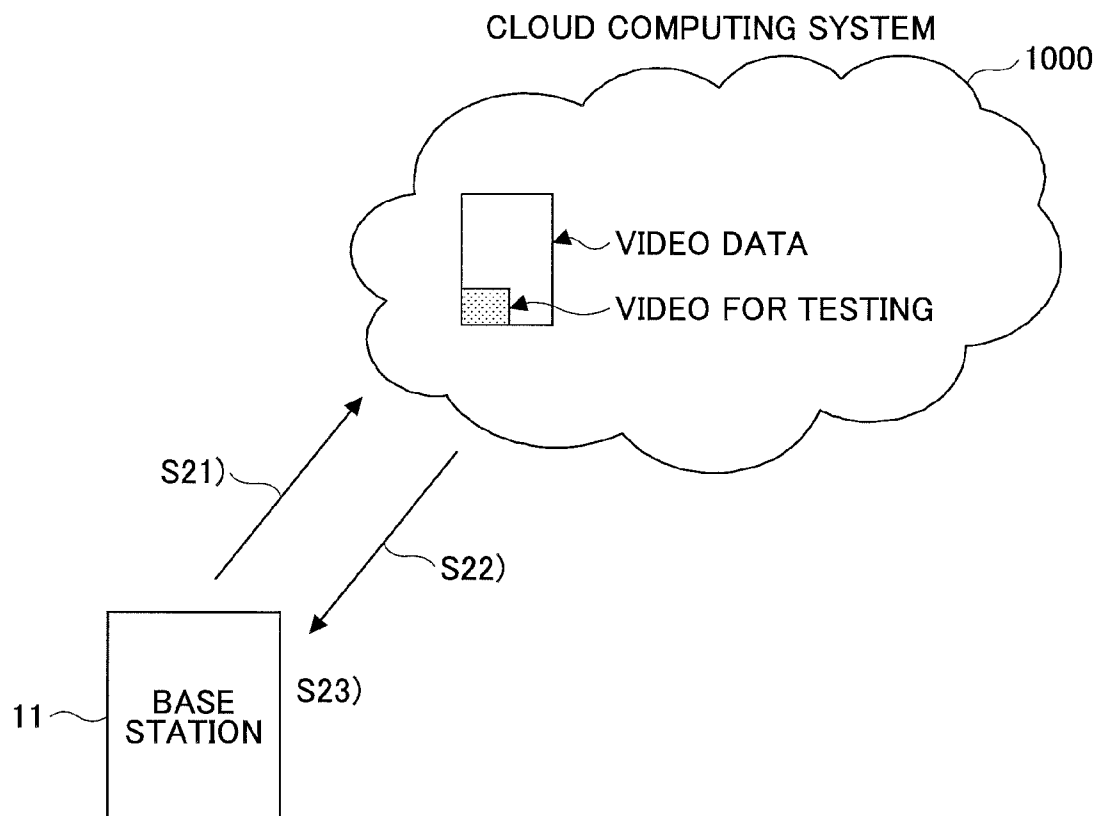 CLOUD COMPUTING SYSTEM
1000
VIDEO DATA
VIDEO FOR TESTING
S21)
S22)
S23)
11
BASE
STATION